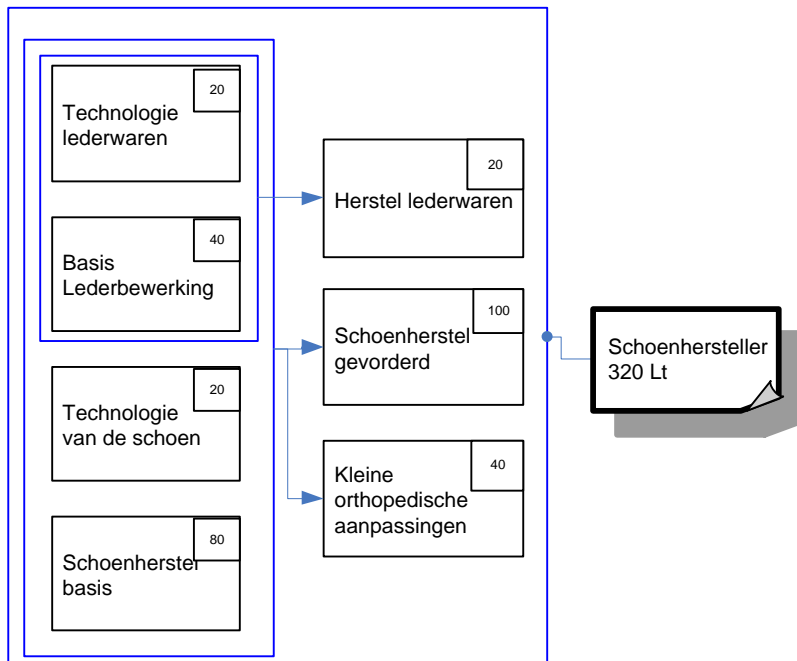 20
Technologie
lederwaren
40
Basis
Lederbewerking
20
Technologie
van de schoen
80
Schoenherstel
basis
20
Herstel lederwaren
100
Schoenherstel
gevorderd
40
Kleine
orthopedische
aanpassingen
Schoenhersteller
320 Lt